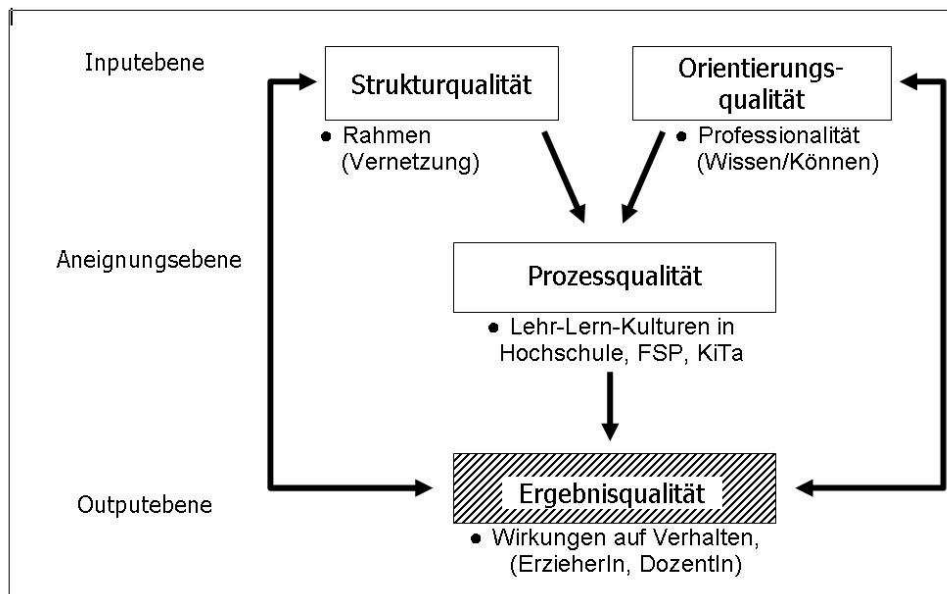 Inputebene
Strukturqualität
Orientierungs-
qualität
● Rahmen
(Vernetzung)
● Professionalität
(Wissen/Können)
Aneignungsebene
Prozessqualität
● Lehr-Lern-Kulturen in
Hochschule, FSP, KiTa
Outputebene
Ergebnisqualität
● Wirkungen auf Verhalten,
(ErzieherIn, DozentIn)